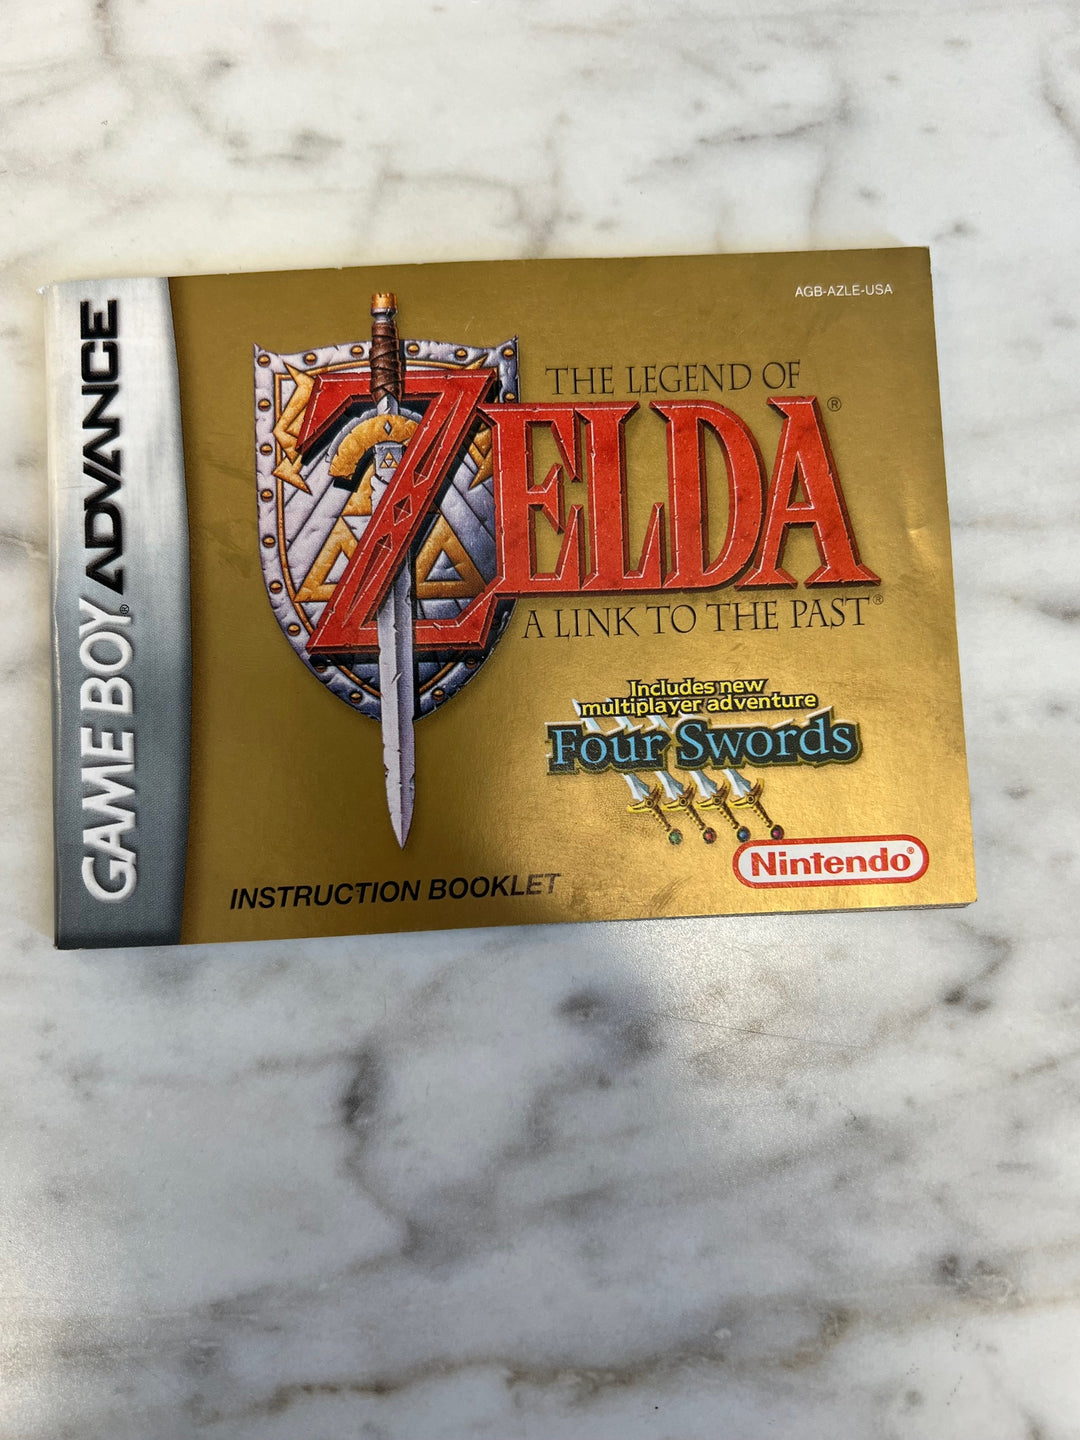 AGB-AZLE-USA
GAME BOY® ADVANCE
THE LEGEND OF
ZELDA®
A LINK TO THE PAST®
Includes new
multiplayer adventure
Four Swords
Nintendo®
INSTRUCTION BOOKLET